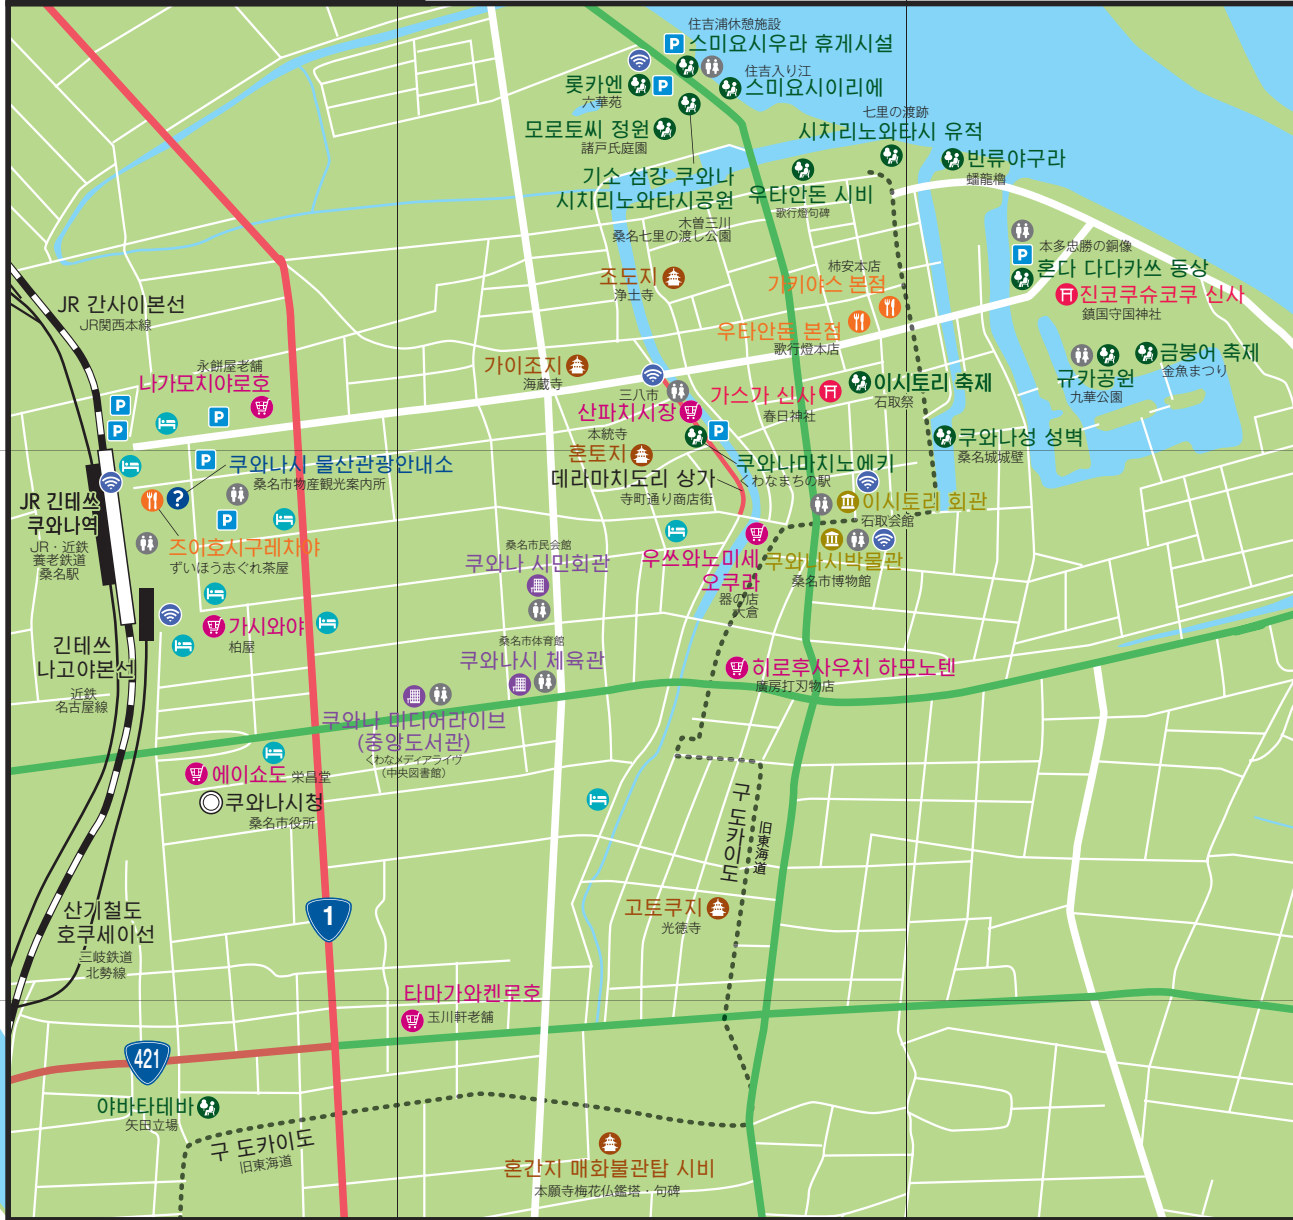 住吉浦休憩施設
P 스미요시우라 휴게시설
住吉入り江
스미요시이리에
롯카엔 P
六華苑
七里の渡跡
시치리노와타시 유적
모로토씨 정원
諸戸氏庭園
반류야구라
蟠龍櫓
기소 삼강 쿠와나
시치리노와타시공원
木曽三川
桑名七里の渡し公園
우타안돈 시비
歌行燈句碑
本多忠勝の銅像
P
혼다 다다카쓰 동상
진코쿠슈코쿠 신사
鎮国守国神社
조도지
浄土寺
柿安本店
기키야스 본점
우타안돈 본점
歌行燈本店
JR 간사이본선
JR関西本線
금붕어 축제
金魚まつり
규카공원
九華公園
가이조지
海蔵寺
永餅屋老舗
나가모치야로호
P
P
P
三八市
산파치시장
가스가 신사
春日神社
이시토리 축제
石取祭
本統寺
혼토지
P
쿠와나성 성벽
桑名城城壁
P
쿠와나시 물산관광안내소
桑名市物産観光案内所
?
쿠와나마치노에키
くわなまちの駅
데라마치도리 상가
寺町通り商店街
JR 긴테쓰
쿠와나역
JR・近鉄
養老鉄道
桑名駅
P
이시토리 회관
石取会館
즈이호시구레차야
ずいほう志ぐれ茶屋
桑名市民会館
쿠와나 시민회관
우쓰와노미세
오쿠라
器の店
大倉
쿠와나시박물관
桑名市博物館
가시와야
柏屋
긴테쓰
나고야본선
近鉄
名古屋線
桑名市体育館
쿠와나시 체육관
히로후사우치 하모노텐
廣房打刃物店
쿠와나 미디어라이브
(중앙도서관)
くわなメディアライヴ
（中央図書館）
에이쇼도 栄昌堂
쿠와나시청
桑名市役所
구 도카이도
旧東海道
산기철도
호쿠세이선
三岐鉄道
北勢線
1
고토쿠지
光徳寺
타마가와켄로호
玉川軒老舗
421
야바타테바
矢田立場
구 도카이도
旧東海道
혼간지 매화불관탑 시비
本願寺梅花仏鑑塔・句碑